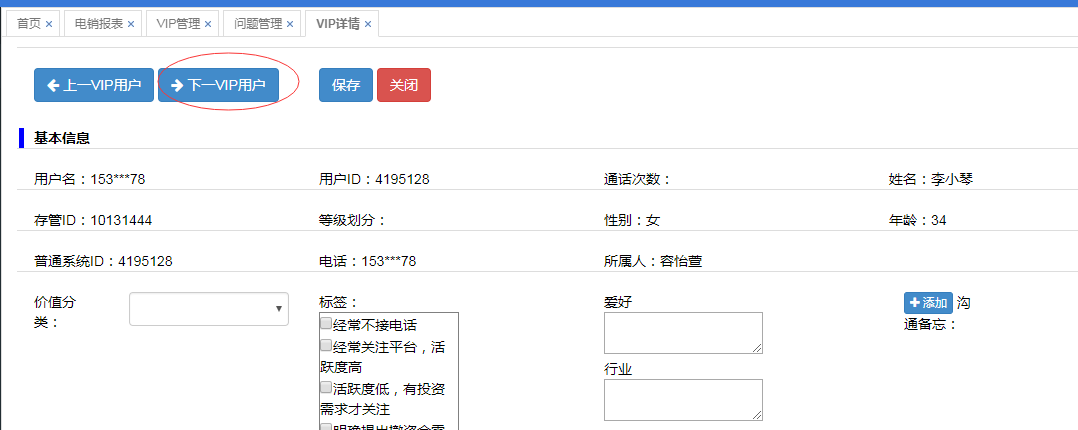 首页 × 电销报表 × VIP管理 × 问题管理 × VIP详情 ×
上一VIP用户 下一VIP用户 保存 关闭
基本信息
用户名：153***78 用户ID：4195128 通话次数： 姓名：李小琴
存管ID：10131444 等级划分： 性别：女 年龄：34
普通系统ID：4195128 电话：153***78 所属人：容怡萱
价值分
类：
标签：
经常不接电话
经常关注平台，活
跃度高
活跃度低，有投资
需求才关注
爱好
行业
添加 沟
通备忘：